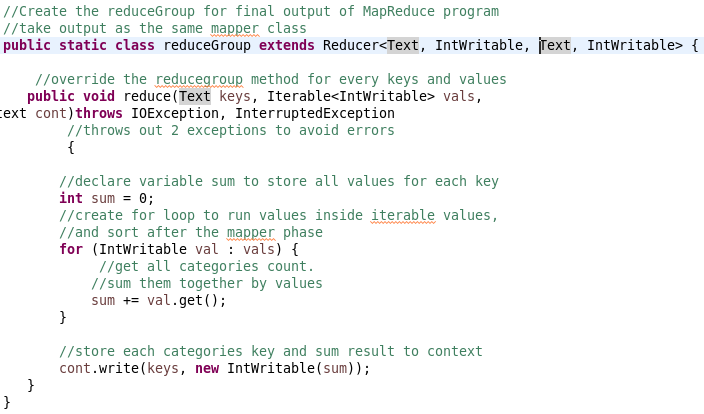 //Create the reduceGroup for final output of MapReduce program
//take output as the same mapper class
public static class reduceGroup extends Reducer<Text, IntWritable, Text, IntWritable> {
//override the reducegroup method for every keys and values
public void reduce(Text keys, Iterable<IntWritable> vals,
text cont)throws IOException, InterruptedException
//throws out 2 exceptions to avoid errors
{
//declare variable sum to store all values for each key
int sum = 0;
//create for loop to run values inside iterable values,
//and sort after the mapper phase
for (IntWritable val : vals) {
//get all categories count.
//sum them together by values
sum += val.get();
}
//store each categories key and sum result to context
cont.write(keys, new IntWritable(sum));
}
}